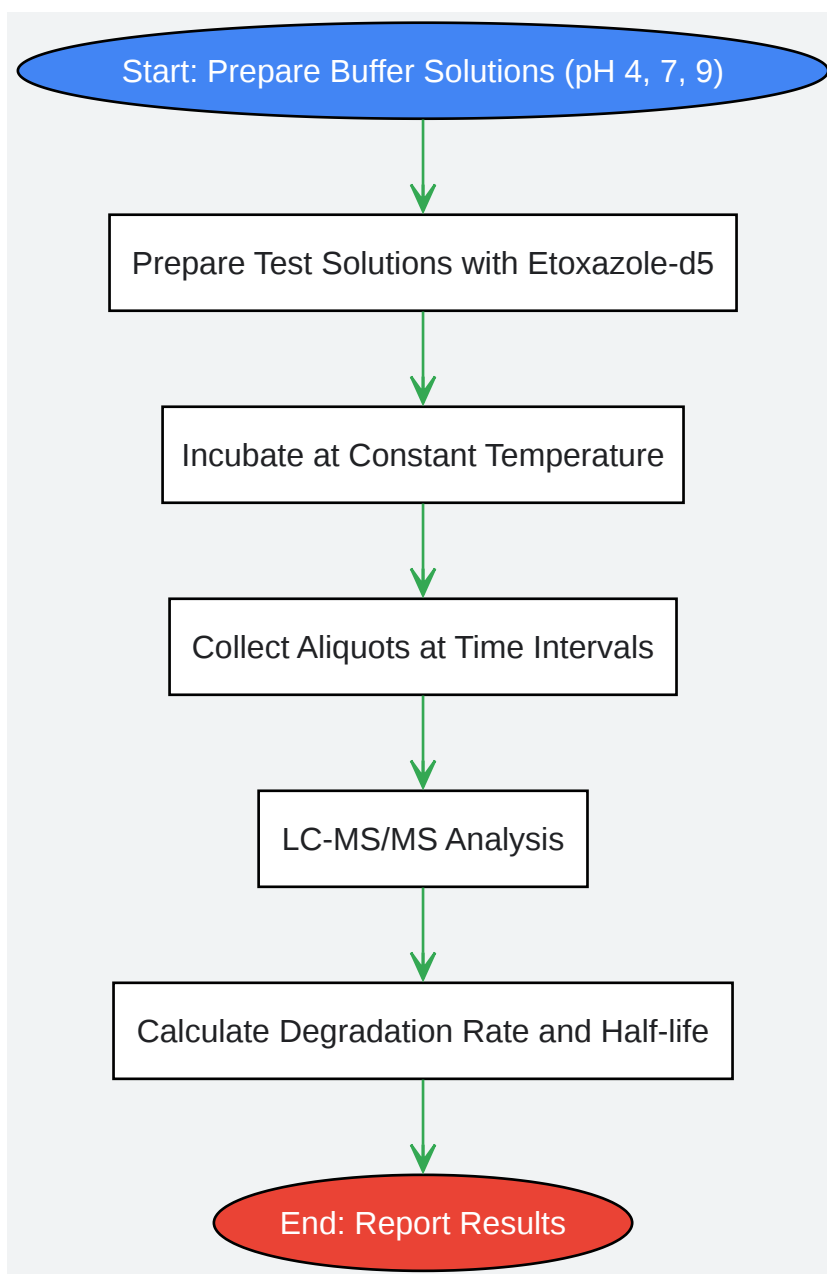 Start: Prepare Buffer Solutions (pH 4, 7, 9)
Prepare Test Solutions with Etoxazole-d5
Incubate at Constant Temperature
Collect Aliquots at Time Intervals
LC-MS/MS Analysis
Calculate Degradation Rate and Half-life
End: Report Results